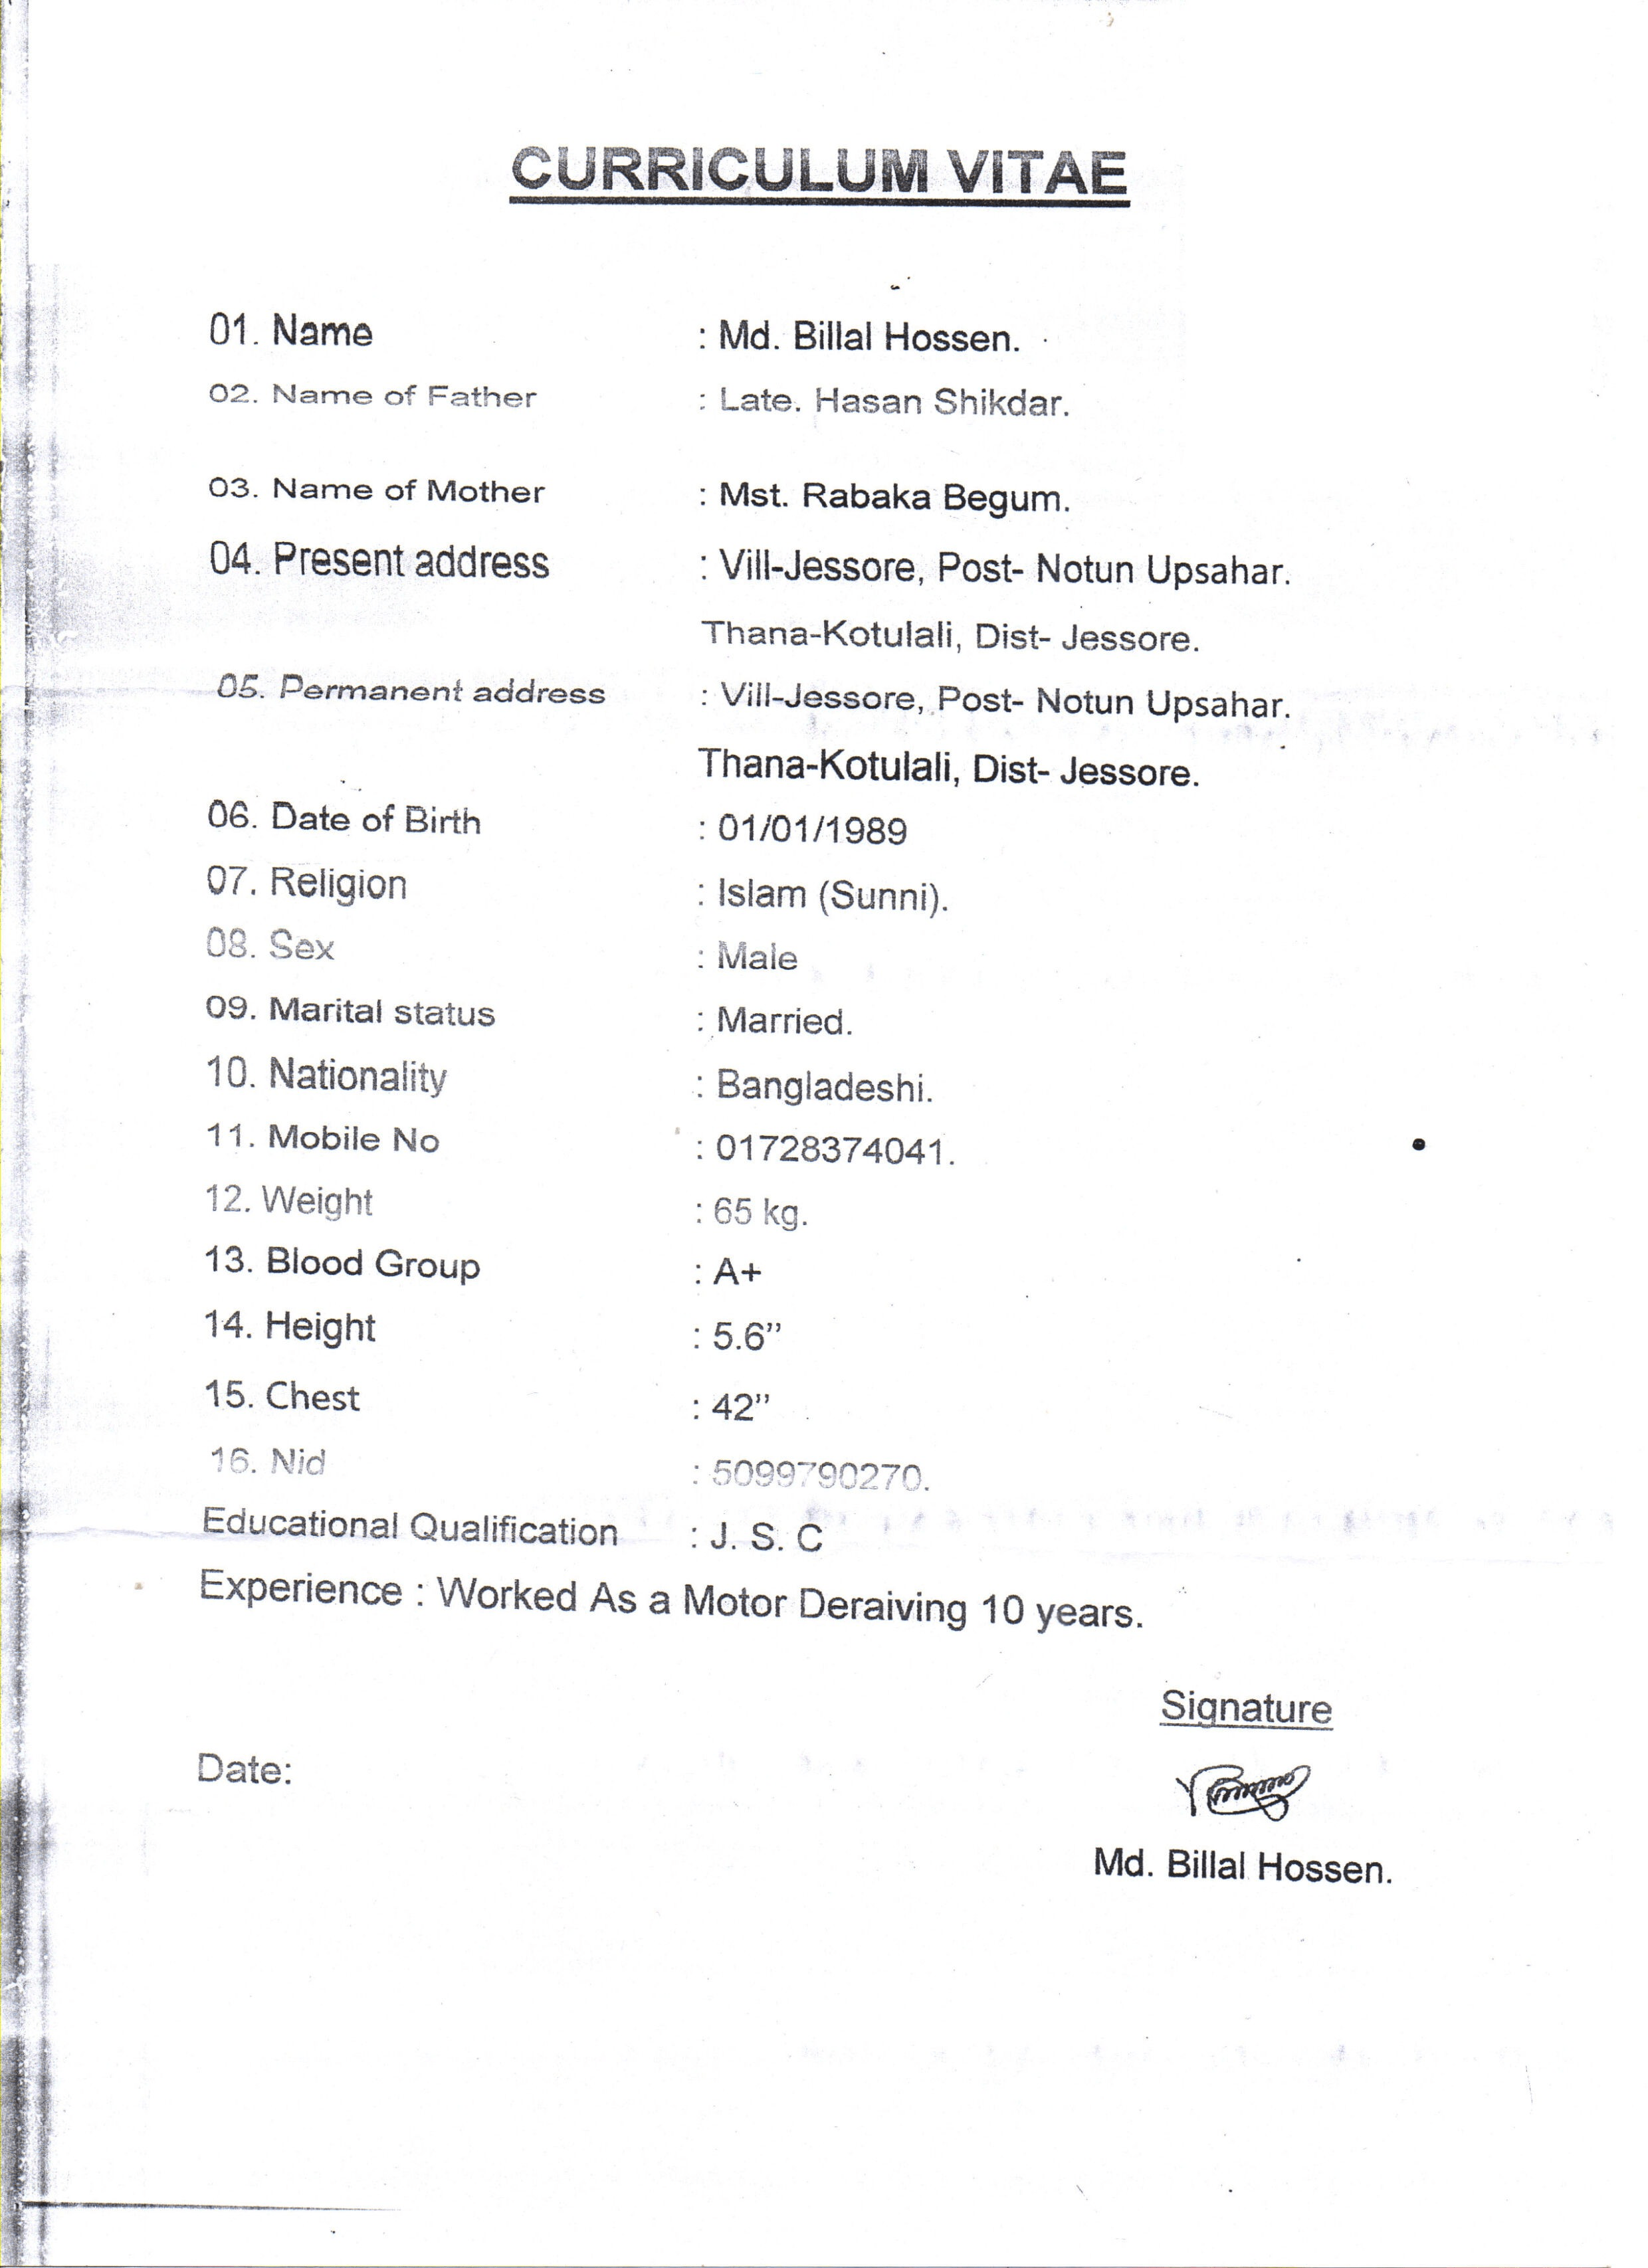 CURRICULUM VITAE
01. Name : Md. Billal Hossen.
02. Name of Father : Late. Hasan Shikdar.
03. Name of Mother : Mst. Rabaka Begum.
04. Present address : Vill-Jessore, Post- Notun Upsahar.
Thana-Kotulali, Dist- Jessore.
05. Permanent address : Vill-Jessore, Post- Notun Upsahar.
Thana-Kotulali, Dist- Jessore.
06. Date of Birth : 01/01/1989
07. Religion : Islam (Sunni).
08. Sex : Male
09. Marital status : Married.
10. Nationality : Bangladeshi.
11. Mobile No : 01728374041.
12. Weight : 65 kg.
13. Blood Group : A+
14. Height : 5.6”
15. Chest : 42”
16. Nid : 5099790270.
Educational Qualification : J. S. C
Experience : Worked As a Motor Deraiving 10 years.
Signature
Date:
Md. Billal Hossen.